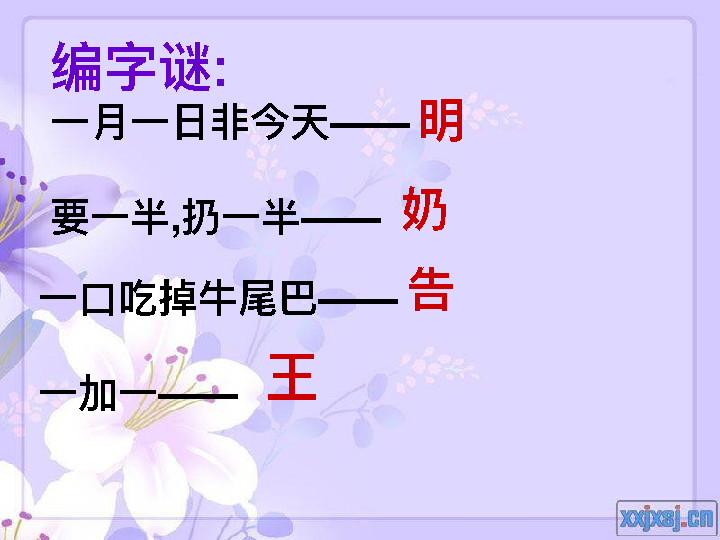 编字谜:
一月一日非今天—— 明
要一半,扔一半—— 奶
一口吃掉牛尾巴—— 告
一加一—— 王
xxjxsj.cn